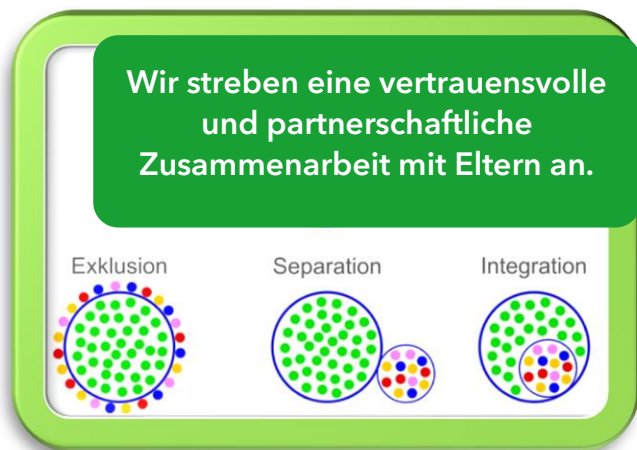 Wir streben eine vertrauensvolle
und partnerschaftliche
Zusammenarbeit mit Eltern an.
Exklusion
Separation
Integration